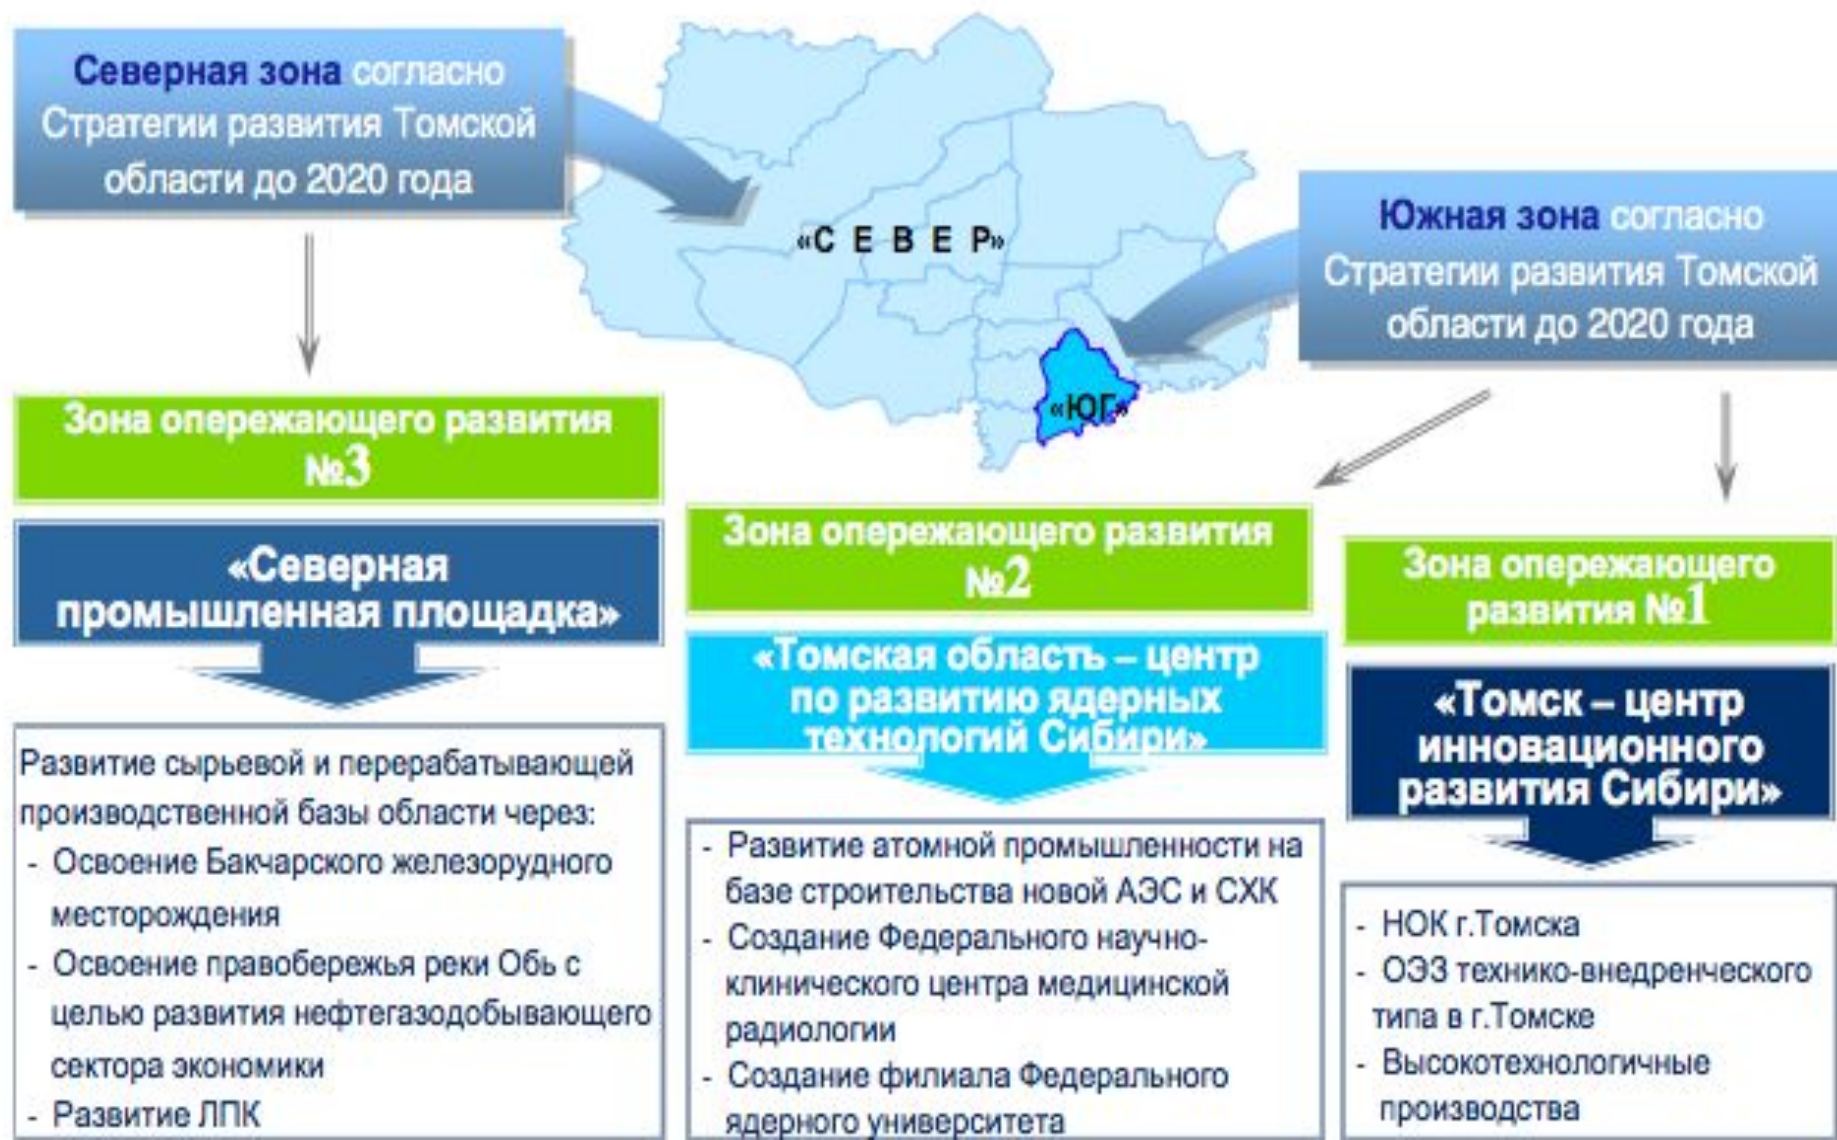 Северная зона согласно
Стратегии развития Томской
области до 2020 года
«С Е В Е Р»
Южная зона согласно
Стратегии развития Томской
области до 2020 года
«ЮГ»
Зона опережающего развития
№3
«Северная
промышленная площадка»
Развитие сырьевой и перерабатывающей
производственной базы области через:
- Освоение Бакчарского железорудного
месторождения
- Освоение правобережья реки Обь с
целью развития нефтегазодобывающего
сектора экономики
- Развитие ЛПК
Зона опережающего развития
№2
«Томская область – центр
по развитию ядерных
технологий Сибири»
- Развитие атомной промышленности на
базе строительства новой АЭС и СХК
- Создание Федерального научно-
клинического центра медицинской
радиологии
- Создание филиала Федерального
ядерного университета
Зона опережающего
развития №1
«Томск – центр
инновационного
развития Сибири»
- НОК г.Томска
- ОЭЗ технико-внедренческого
типа в г.Томске
- Высокотехнологичные
производства